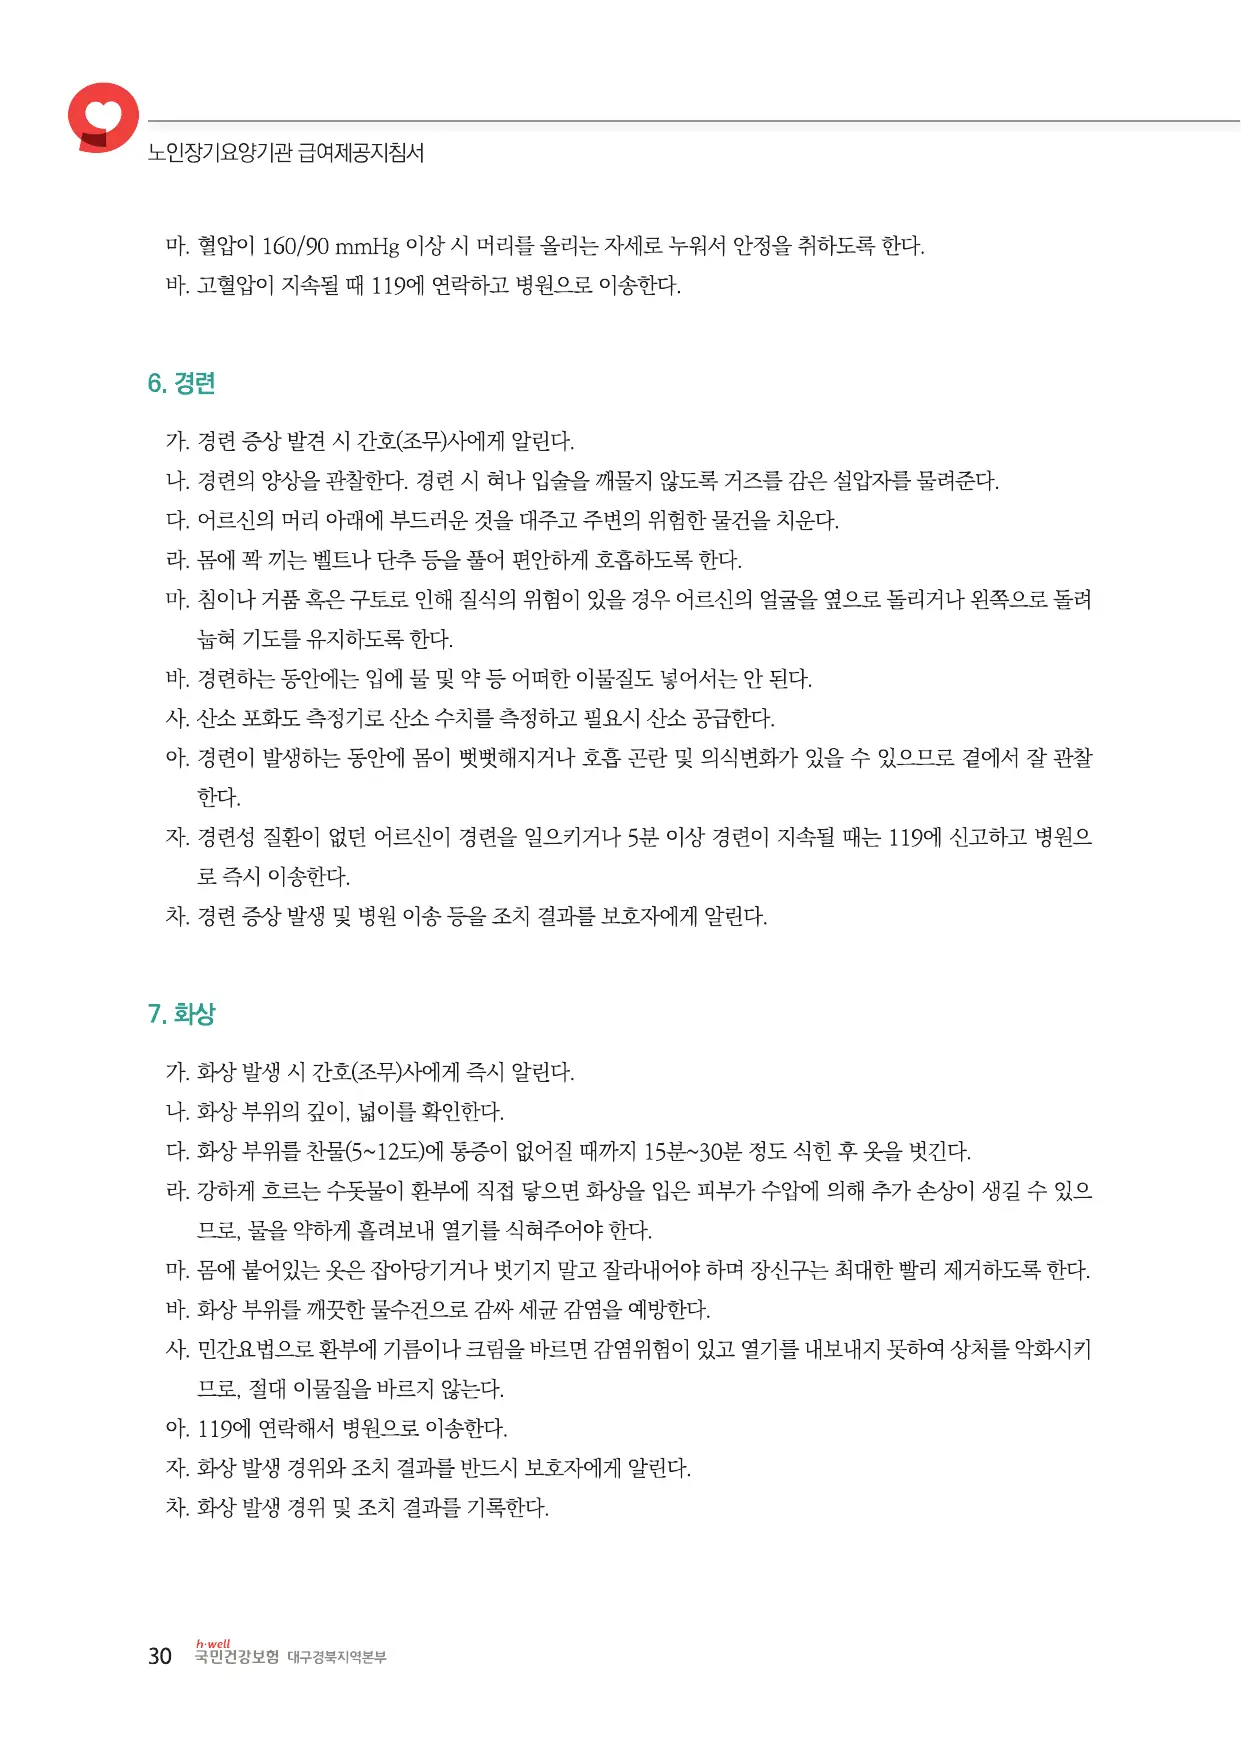 노인장기요양기관 급여제공지침서
마. 혈압이 160/90 mmHg 이상 시 머리를 올리는 자세로 누워서 안정을 취하도록 한다.
바. 고혈압이 지속될 때 119에 연락하고 병원으로 이송한다.
6. 경련
가. 경련 증상 발견 시 간호(조무)사에게 알린다.
나. 경련의 양상을 관찰한다. 경련 시 혀나 입술을 깨물지 않도록 거즈를 감은 설압자를 물려준다.
다. 어르신의 머리 아래에 부드러운 것을 대주고 주변의 위험한 물건을 치운다.
라. 몸에 꽉 끼는 벨트나 단추 등을 풀어 편안하게 호흡하도록 한다.
마. 침이나 거품 혹은 구토로 인해 질식의 위험이 있을 경우 어르신의 얼굴을 옆으로 돌리거나 왼쪽으로 돌려
눕혀 기도를 유지하도록 한다.
바. 경련하는 동안에는 입에 물 및 약 등 어떠한 이물질도 넣어서는 안 된다.
사. 산소 포화도 측정기로 산소 수치를 측정하고 필요시 산소 공급한다.
아. 경련이 발생하는 동안에 몸이 뻣뻣해지거나 호흡 곤란 및 의식변화가 있을 수 있으므로 곁에서 잘 관찰
한다.
자. 경련성 질환이 없던 어르신이 경련을 일으키거나 5분 이상 경련이 지속될 때는 119에 신고하고 병원으
로 즉시 이송한다.
차. 경련 증상 발생 및 병원 이송 등을 조치 결과를 보호자에게 알린다.
7. 화상
가. 화상 발생 시 간호(조무)사에게 즉시 알린다.
나. 화상 부위의 깊이, 넓이를 확인한다.
다. 화상 부위를 찬물(5~12도)에 통증이 없어질 때까지 15분~30분 정도 식힌 후 옷을 벗긴다.
라. 강하게 흐르는 수돗물이 환부에 직접 닿으면 화상을 입은 피부가 수압에 의해 추가 손상이 생길 수 있으
므로, 물을 약하게 흘려보내 열기를 식혀주어야 한다.
마. 몸에 붙어있는 옷은 잡아당기거나 벗기지 말고 잘라내어야 하며 장신구는 최대한 빨리 제거하도록 한다.
바. 화상 부위를 깨끗한 물수건으로 감싸 세균 감염을 예방한다.
사. 민간요법으로 환부에 기름이나 크림을 바르면 감염위험이 있고 열기를 내보내지 못하여 상처를 악화시키
므로, 절대 이물질을 바르지 않는다.
아. 119에 연락해서 병원으로 이송한다.
자. 화상 발생 경위와 조치 결과를 반드시 보호자에게 알린다.
차. 화상 발생 경위 및 조치 결과를 기록한다.
30 h·well 국민건강보험 대구경북지역본부